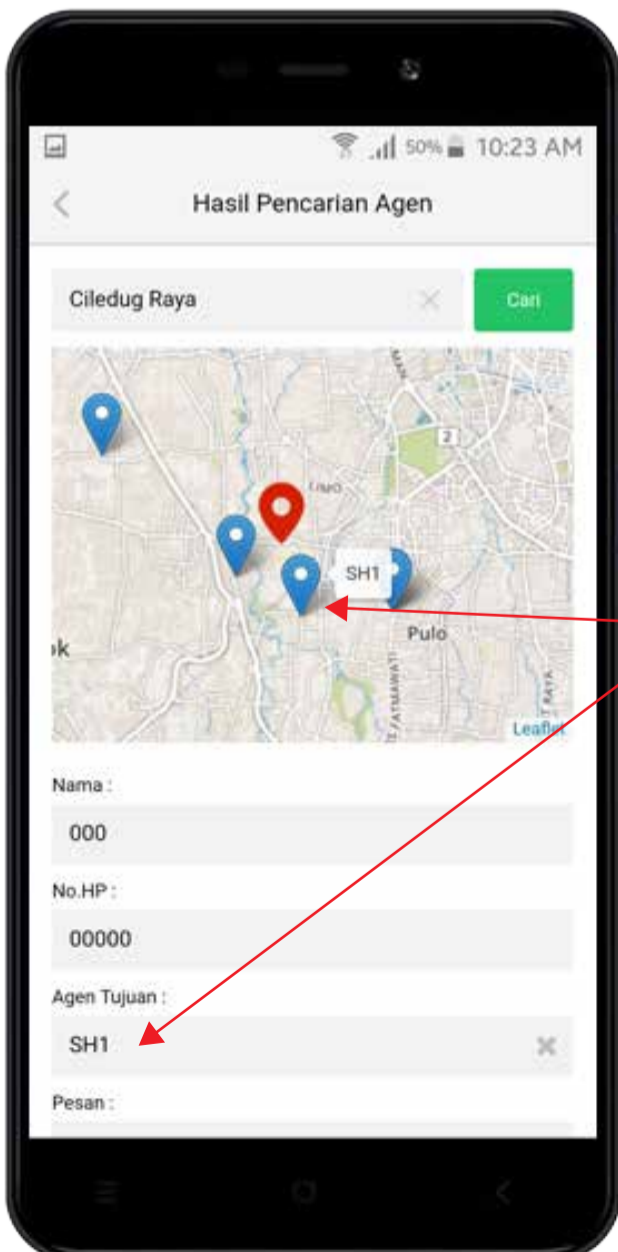 50% 10:23 AM
Hasil Pencarian Agen
Ciledug Raya
Cari
2
SH1
Pulo
Leaflet
Nama :
000
No.HP :
00000
Agen Tujuan :
SH1
Pesan :